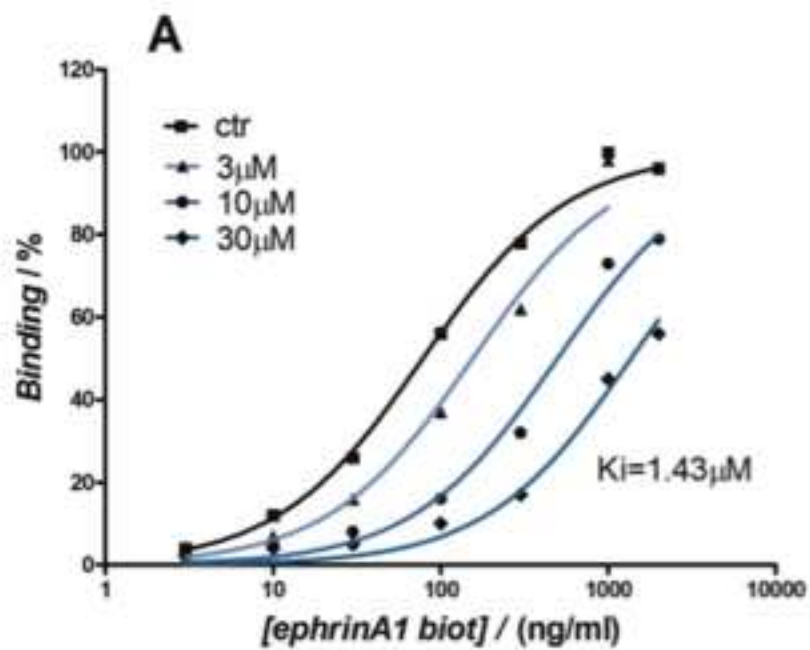 A
120
100
80
60
40
20
0
Binding / %
ctr
3μM
10μM
30μM
Ki=1.43μM
1
10
100
1000
10000
[ephrinA1 biot] / (ng/ml)